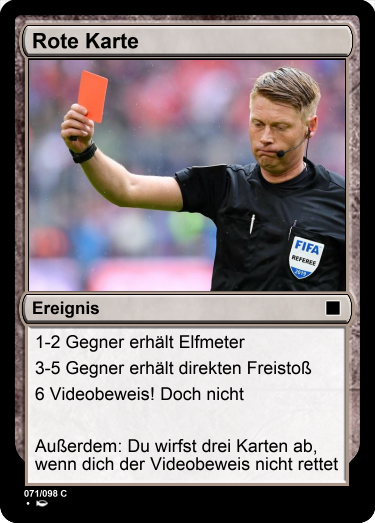 Rote Karte
FIFA
REFEREE
2019
Ereignis
1-2 Gegner erhält Elfmeter
3-5 Gegner erhält direkten Freistoß
6 Videobeweis! Doch nicht
Außerdem: Du wirfst drei Karten ab,
wenn dich der Videobeweis nicht rettet
071/098 C